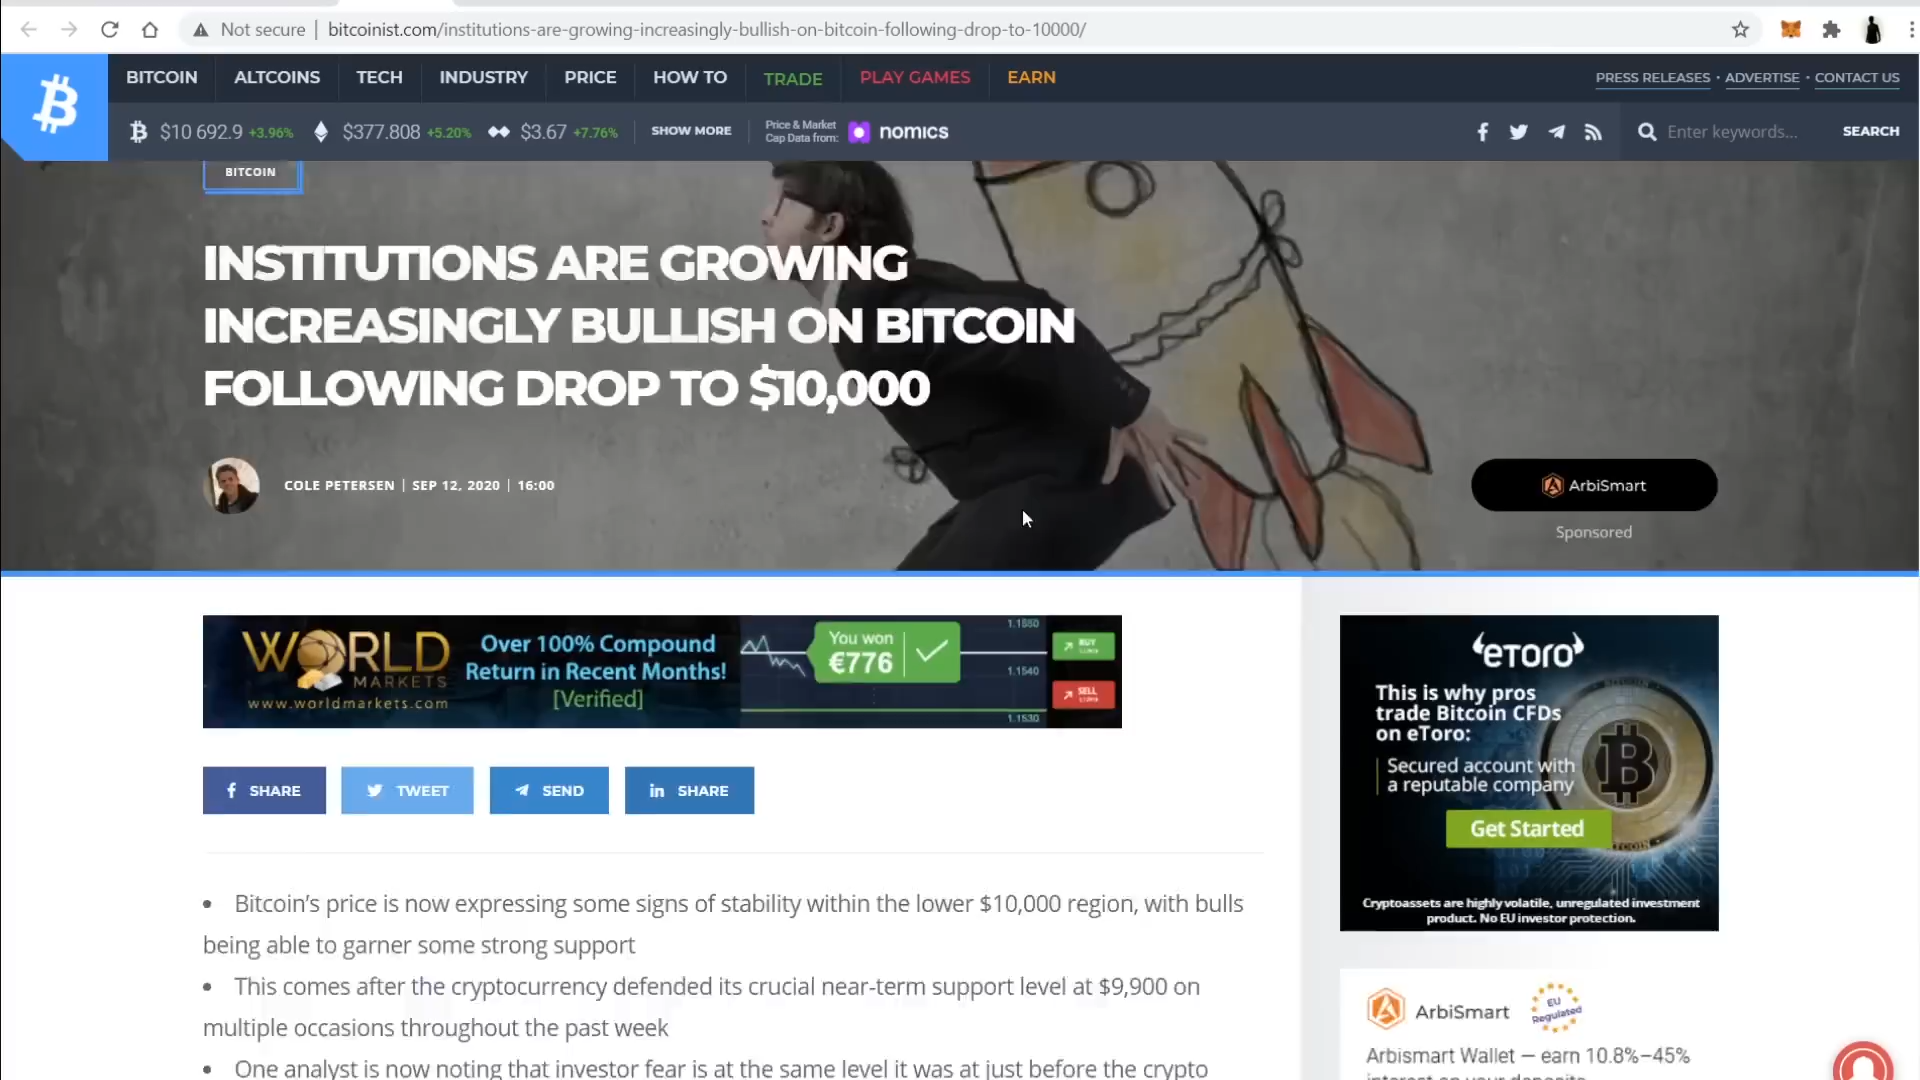 Not secure | bitcoinist.com/institutions-are-growing-increasingly-bullish-on-bitcoin-following-drop-to-10000/
BITCOIN ALTCOINS TECH INDUSTRY PRICE HOW TO TRADE PLAY GAMES EARN PRESS RELEASES • ADVERTISE • CONTACT US
$10 692.9 +3.96% $377.808 +5.20% $3.67 +7.76% SHOW MORE Price & Market
Cap Data from: nomics Enter keywords... SEARCH
BITCOIN
INSTITUTIONS ARE GROWING
INCREASINGLY BULLISH ON BITCOIN
FOLLOWING DROP TO $10,000
COLE PETERSEN | SEP 12, 2020 | 16:00
ArbiSmart
Sponsored
WORLD
MARKETS
www.worldmarkets.com
Over 100% Compound
Return in Recent Months!
[Verified]
You won
€776
1.1550
1.1540
1.1530
BUY
SELL
SHARE TWEET SEND SHARE
eToro
This is why pros
trade Bitcoin CFDs
on eToro:
Secured account with
a reputable company
Get Started
Cryptoassets are highly volatile, unregulated investment
product. No EU investor protection.
• Bitcoin’s price is now expressing some signs of stability within the lower $10,000 region, with bulls
being able to garner some strong support
• This comes after the cryptocurrency defended its crucial near-term support level at $9,900 on
multiple occasions throughout the past week
• One analyst is now noting that investor fear is at the same level it was at just before the crypto
ArbiSmart EU
Regulated
Arbismart Wallet — earn 10.8%–45%
interest on your deposits